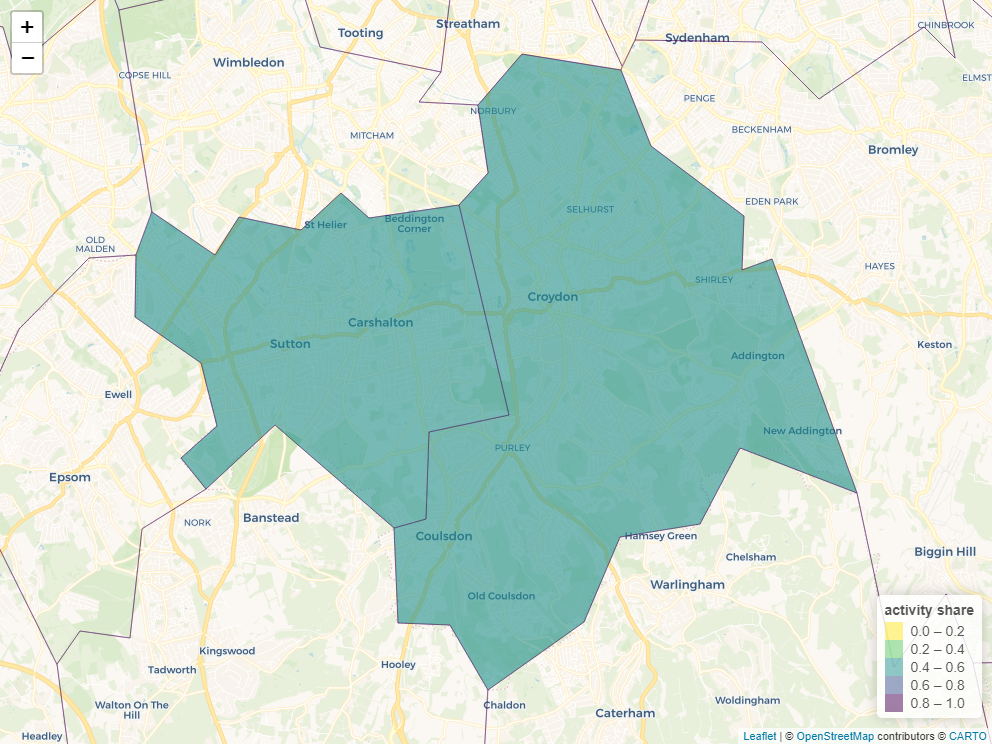 +
−
Streatham
CHINBROOK
Tooting
Sydenham
Wimbledon
COPSE HILL
ELMST
PENGE
NORBURY
BECKENHAM
MITCHAM
Bromley
EDEN PARK
SELHURST
Beddington
Corner
St Helier
OLD
MALDEN
HAYES
SHIRLEY
Croydon
Carshalton
Sutton
Keston
Addington
Ewell
New Addington
PURLEY
Epsom
Banstead
NORK
Coulsdon
Hamsey Green
Biggin Hill
Chelsham
Warlingham
Old Coulsdon
Kingswood
Hooley
Tadworth
Woldingham
Walton On The
Hill
Chaldon
Caterham
Headley
activity share
0.0 – 0.2
0.2 – 0.4
0.4 – 0.6
0.6 – 0.8
0.8 – 1.0
Leaflet | © OpenStreetMap contributors © CARTO